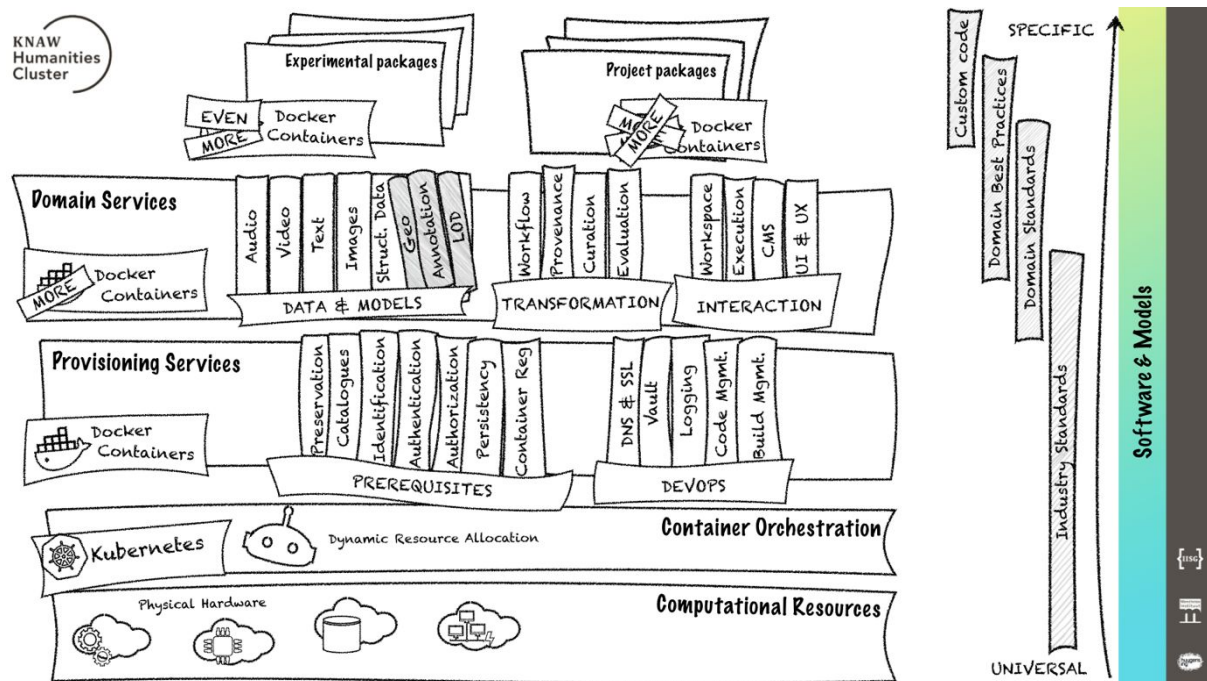 KNAW
Humanities
Cluster
Experimental packages
EVEN
MORE
Docker
Containers
Project packages
MORE
Docker
Containers
Domain Services
MORE
Docker
Containers
Audio
Video
Text
Images
Struct. Data
Geo
Annotation
LOD
DATA & MODELS
Workflow
Provenance
Curation
Evaluation
TRANSFORMATION
Workspace
Execution
CMS
UI & UX
INTERACTION
Provisioning Services
Docker
Containers
Preservation
Catalogues
Identification
Authentication
Authorization
Persistency
Container Reg
PREREQUISITES
DNS & SSL
Vault
Logging
Code Mgmt.
Build Mgmt.
DEVOPS
Kubernetes
Dynamic Resource Allocation
Container Orchestration
Physical Hardware
Computational Resources
SPECIFIC
Custom code
Domain Best Practices
Domain Standards
Industry Standards
UNIVERSAL
Software & Models
{IISG}